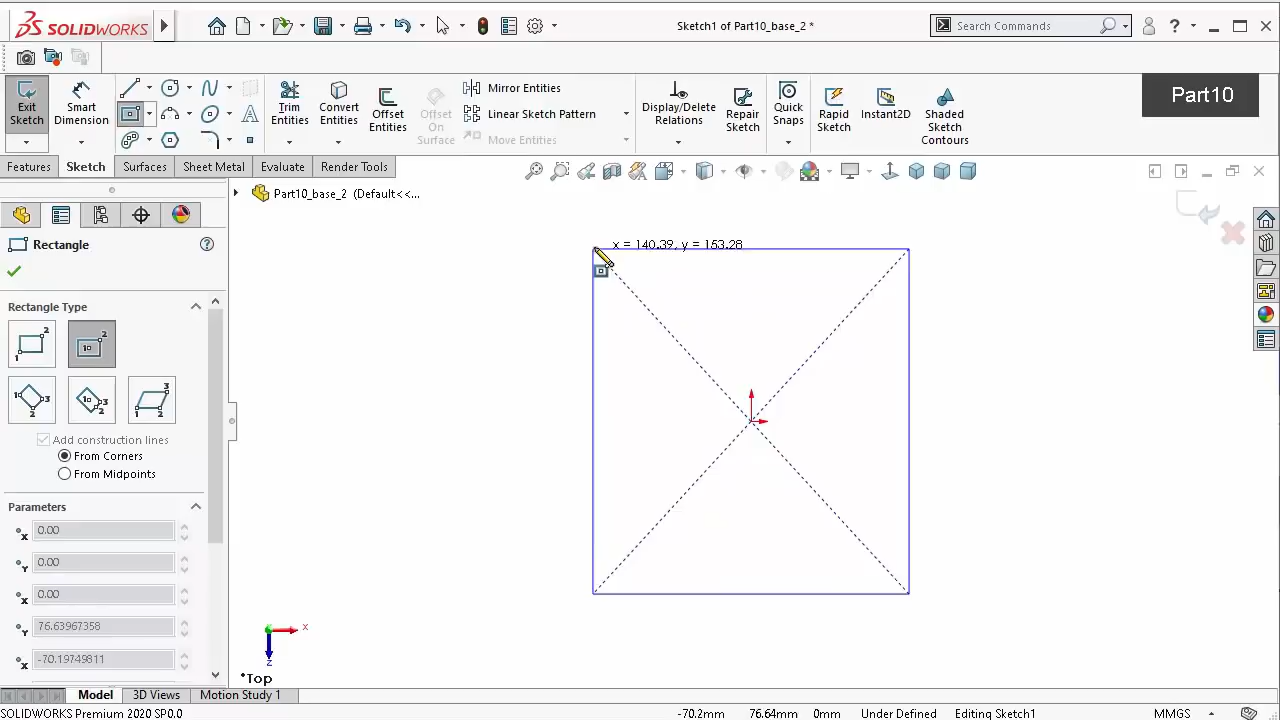 SOLIDWORKS
Sketch1 of Part10_base_2 *
Search Commands
?
Exit Sketch
Smart Dimension
Trim Entities
Convert Entities
Offset Entities
Offset On Surface
Mirror Entities
Linear Sketch Pattern
Move Entities
Display/Delete Relations
Repair Sketch
Quick Snaps
Rapid Sketch
Instant2D
Shaded Sketch Contours
Part10
Features
Sketch
Surfaces
Sheet Metal
Evaluate
Render Tools
Part10_base_2 (Default<<...
Rectangle
?
Rectangle Type
Add construction lines
From Corners
From Midpoints
Parameters
0.00
0.00
0.00
76.63967358
-70.19749811
x = 140.39, y = 153.28
x
z
*Top
Model
3D Views
Motion Study 1
SOLIDWORKS Premium 2020 SP0.0
-70.2mm
76.64mm
0mm
Under Defined
Editing Sketch1
MMGS